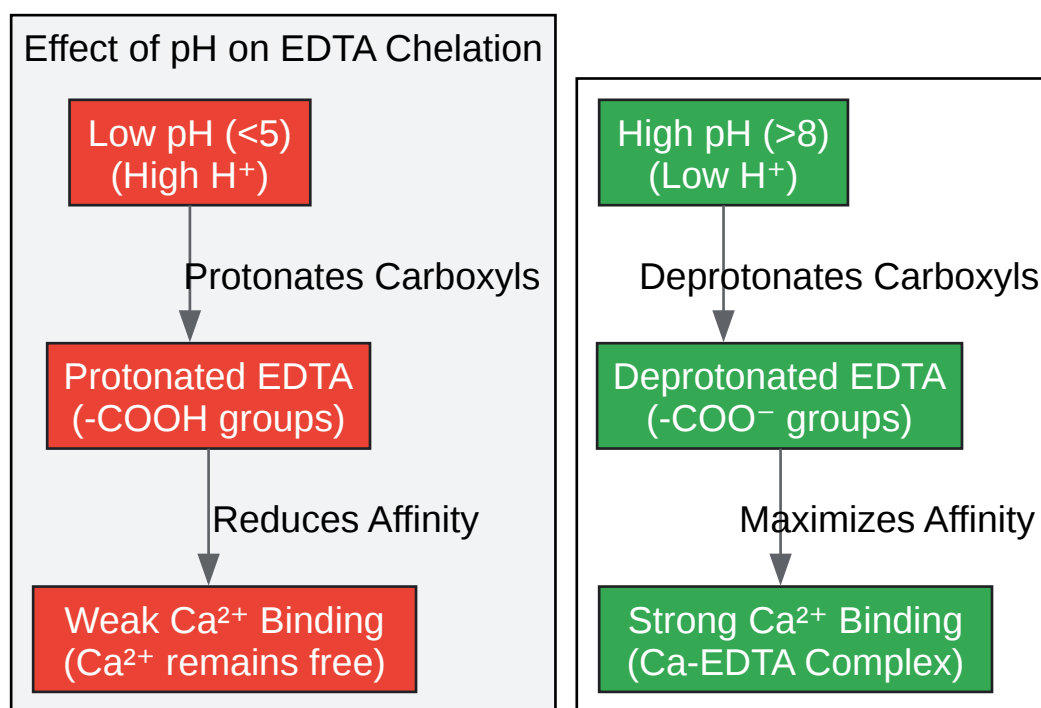 Effect of pH on EDTA Chelation
Low pH (<5)
(High H⁺)
Protonates Carboxyls
Protonated EDTA
(-COOH groups)
Reduces Affinity
Weak Ca²⁺ Binding
(Ca²⁺ remains free)
High pH (>8)
(Low H⁺)
Deprotonates Carboxyls
Deprotonated EDTA
(-COO⁻ groups)
Maximizes Affinity
Strong Ca²⁺ Binding
(Ca-EDTA Complex)